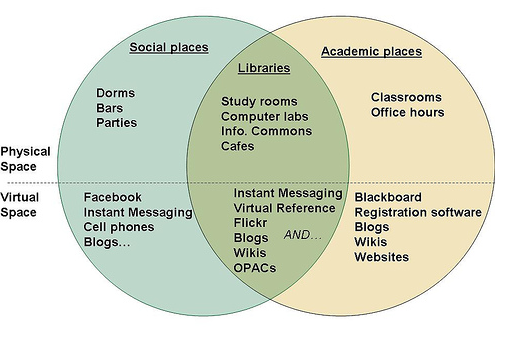 Social places
Academic places
Libraries
Dorms
Bars
Parties
Study rooms
Computer labs
Info. Commons
Cafes
Classrooms
Office hours
Physical
Space
Virtual
Space
Facebook
Instant Messaging
Cell phones
Blogs...
Instant Messaging
Virtual Reference
Flickr
Blogs
Wikis
OPACs
AND...
Blackboard
Registration software
Blogs
Wikis
Websites